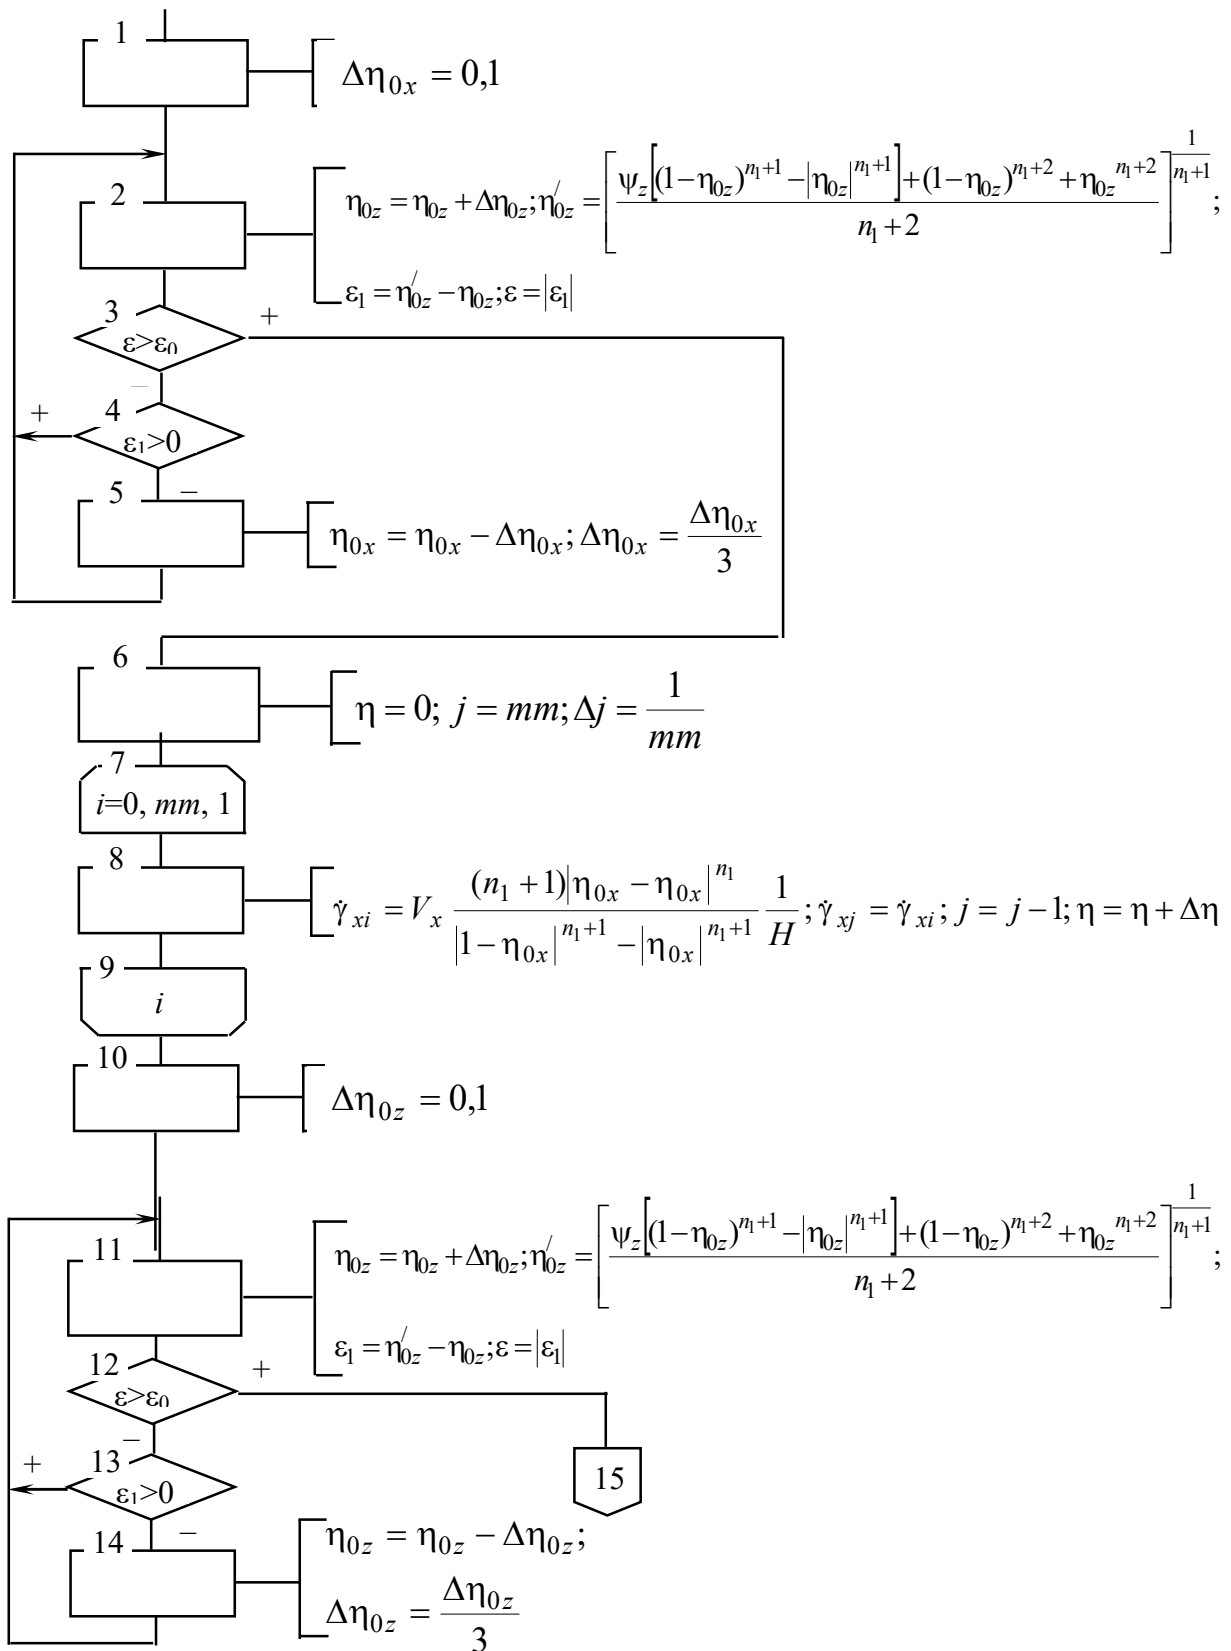 1
Δη₀ₓ = 0,1
2
η₀z = η₀z + Δη₀z; η₀z^/ = [ (ψz[(1−η₀z)^(n₁+1) − |η₀z|^(n₁+1)] + (1−η₀z)^(n₁+2) + η₀z^(n₁+2)) / (n₁+2) ]^(1/(n₁+1));
ε₁ = η₀z^/ − η₀z; ε = |ε₁|
3 +
ε>ε₀
−
4
+
ε₁>0
5 −
η₀ₓ = η₀ₓ − Δη₀ₓ; Δη₀ₓ = Δη₀ₓ / 3
6
η = 0; j = mm; Δj = 1 / mm
7
i=0, mm, 1
8
γ̇ₓi = Vₓ ((n₁ + 1)|η₀ₓ − η₀ₓ|^(n₁)) / (|1 − η₀ₓ|^(n₁+1) − |η₀ₓ|^(n₁+1)) 1/H; γ̇ₓj = γ̇ₓi; j = j − 1; η = η + Δη
9
i
10
Δη₀z = 0,1
11
η₀z = η₀z + Δη₀z; η₀z^/ = [ (ψz[(1−η₀z)^(n₁+1) − |η₀z|^(n₁+1)] + (1−η₀z)^(n₁+2) + η₀z^(n₁+2)) / (n₁+2) ]^(1/(n₁+1));
ε₁ = η₀z^/ − η₀z; ε = |ε₁|
12 +
ε>ε₀
−
13
+
ε₁>0
15
14 −
η₀z = η₀z − Δη₀z;
Δη₀z = Δη₀z / 3